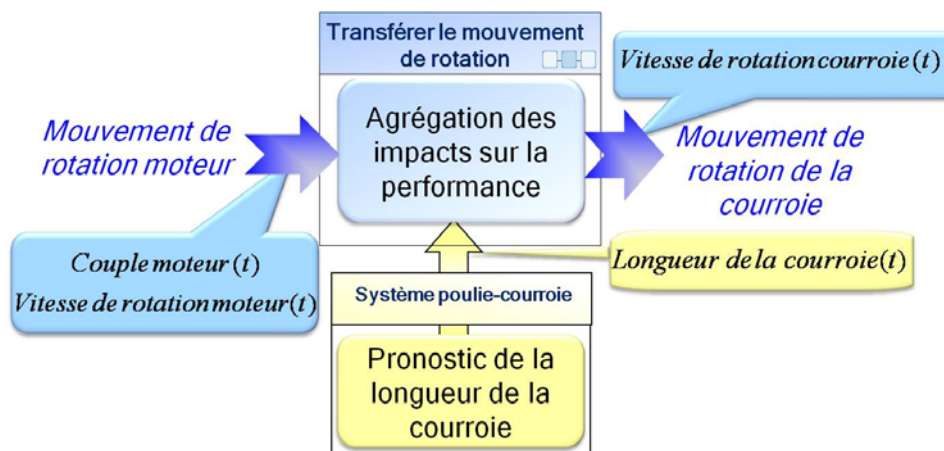 Transférer le mouvement
de rotation
Vitesse de rotation courroie (t)
Mouvement de
rotation moteur
Agrégation des
impacts sur la
performance
Mouvement de
rotation de la
courroie
Couple moteur (t)
Vitesse de rotation moteur(t)
Longueur de la courroie(t)
Système poulie-courroie
Pronostic de la
longueur de la
courroie